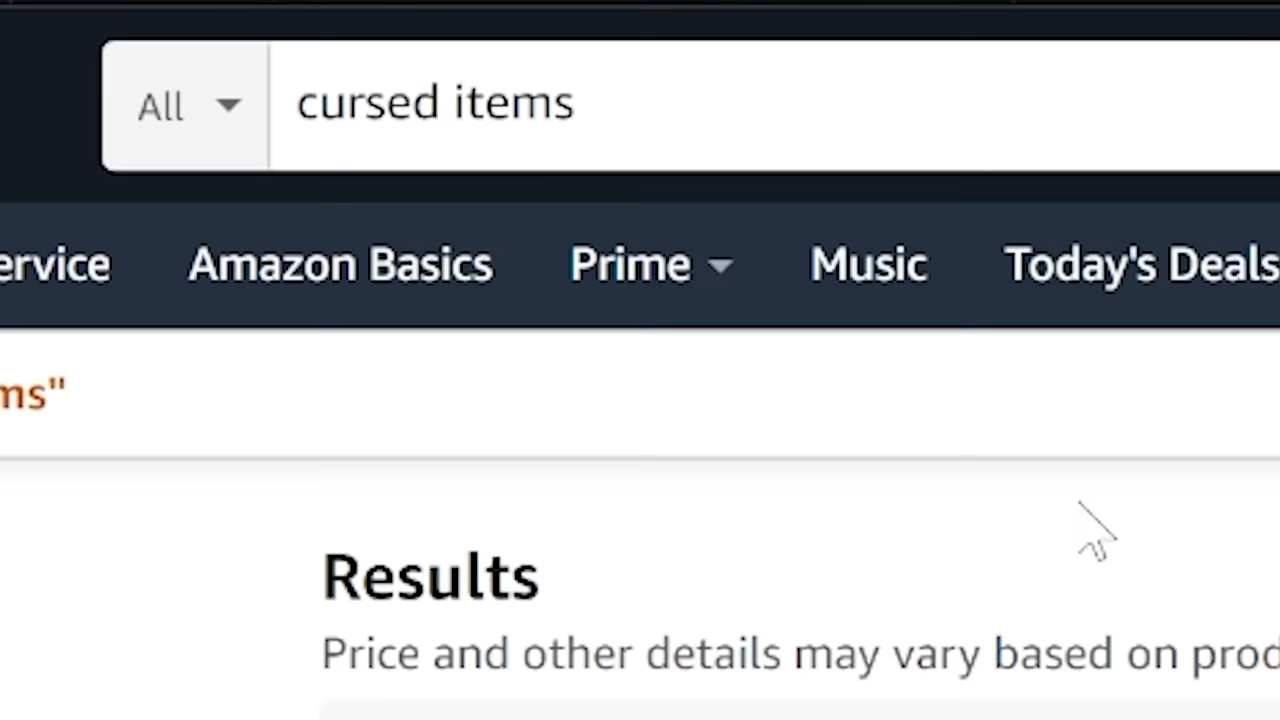 All cursed items
ervice Amazon Basics Prime Music Today's Deals
ms"
Results
Price and other details may vary based on prod